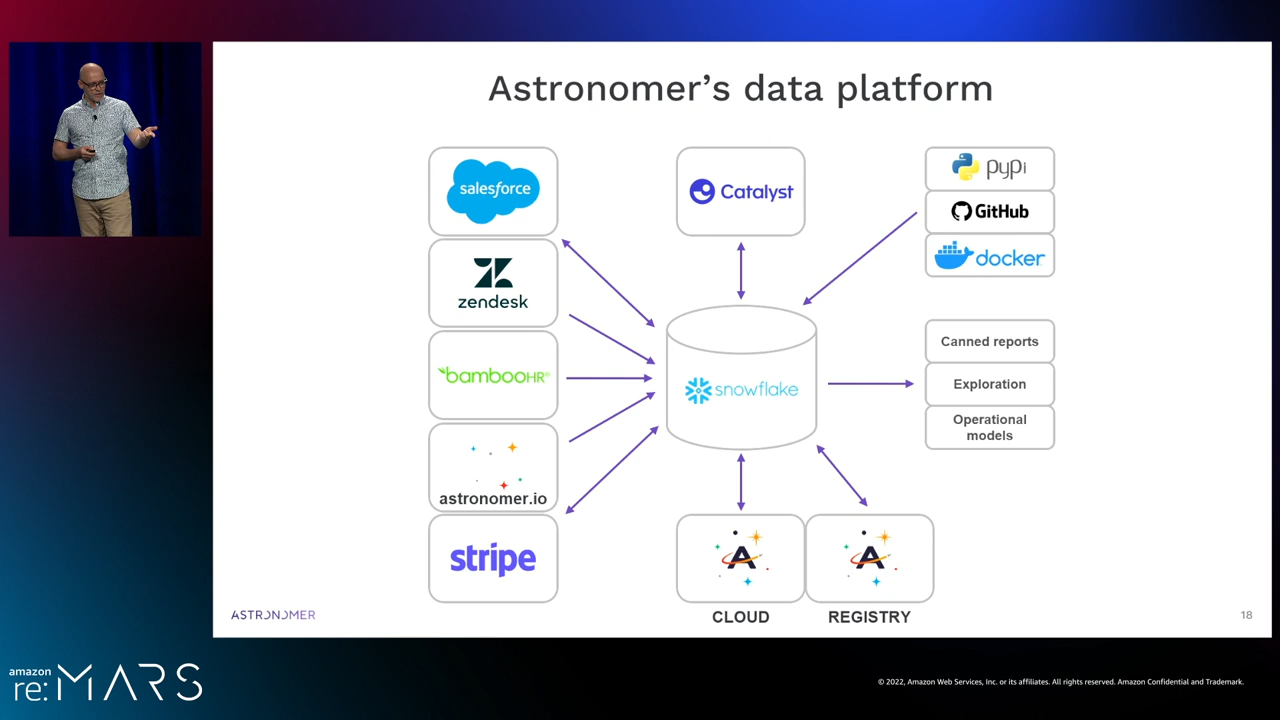 Astronomer's data platform
salesforce
zendesk
bambooHR®
astronomer.io
stripe
Catalyst
snowflake
CLOUD
REGISTRY
pypi
GitHub
docker
Canned reports
Exploration
Operational
models
ASTRONOMER
18
amazon
re:MARS
© 2022, Amazon Web Services, Inc. or its affiliates. All rights reserved. Amazon Confidential and Trademark.